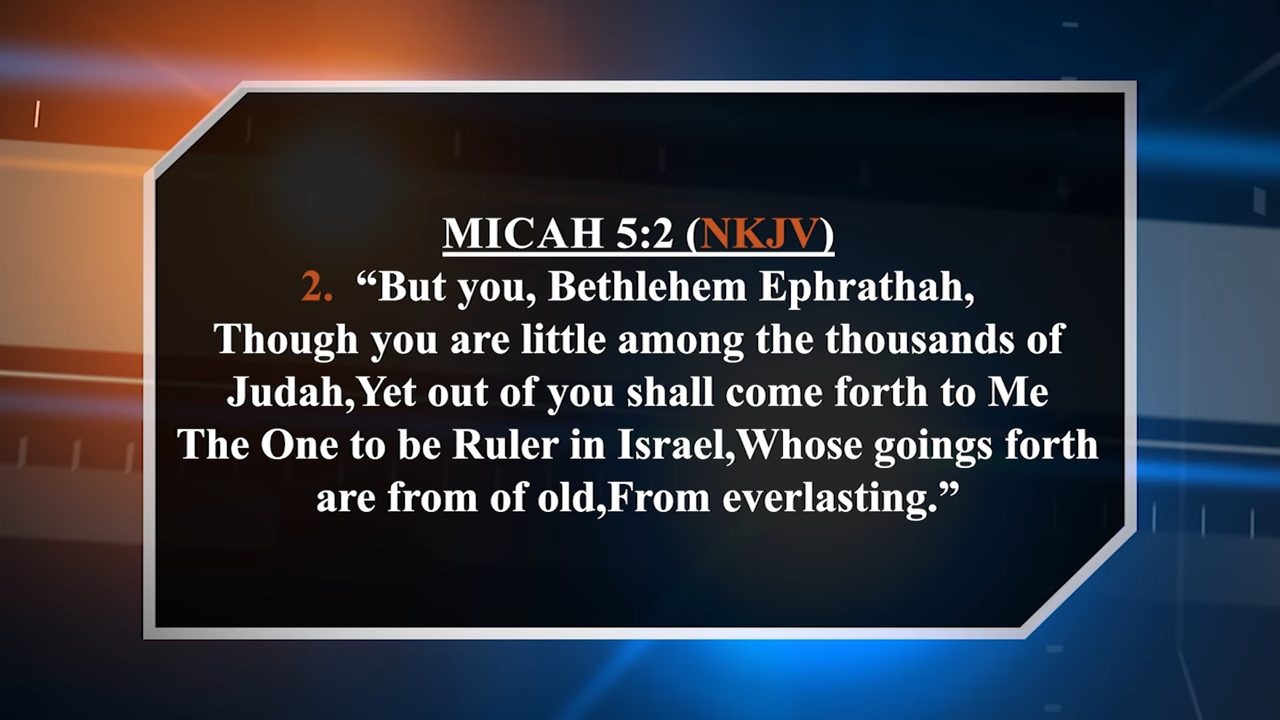 MICAH 5:2 (NKJV)
2. “But you, Bethlehem Ephrathah,
Though you are little among the thousands of
Judah,Yet out of you shall come forth to Me
The One to be Ruler in Israel,Whose goings forth
are from of old,From everlasting.”